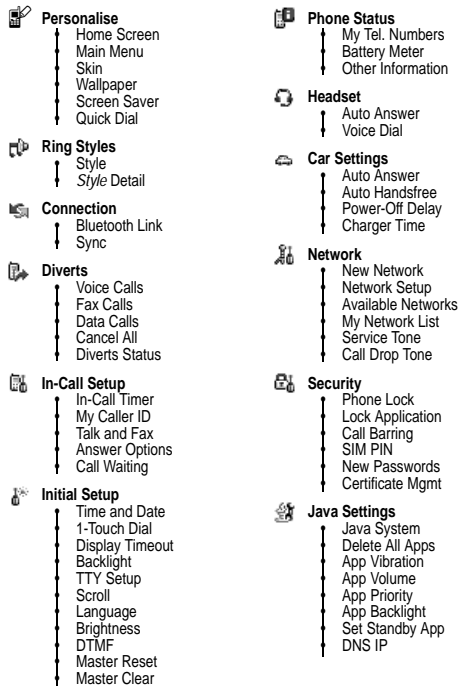 Personalise
Home Screen
Main Menu
Skin
Wallpaper
Screen Saver
Quick Dial
Ring Styles
Style
Style Detail
Connection
Bluetooth Link
Sync
Diverts
Voice Calls
Fax Calls
Data Calls
Cancel All
Diverts Status
In-Call Setup
In-Call Timer
My Caller ID
Talk and Fax
Answer Options
Call Waiting
Initial Setup
Time and Date
1-Touch Dial
Display Timeout
Backlight
TTY Setup
Scroll
Language
Brightness
DTMF
Master Reset
Master Clear
Phone Status
My Tel. Numbers
Battery Meter
Other Information
Headset
Auto Answer
Voice Dial
Car Settings
Auto Answer
Auto Handsfree
Power-Off Delay
Charger Time
Network
New Network
Network Setup
Available Networks
My Network List
Service Tone
Call Drop Tone
Security
Phone Lock
Lock Application
Call Barring
SIM PIN
New Passwords
Certificate Mgmt
Java Settings
Java System
Delete All Apps
App Vibration
App Volume
App Priority
App Backlight
Set Standby App
DNS IP